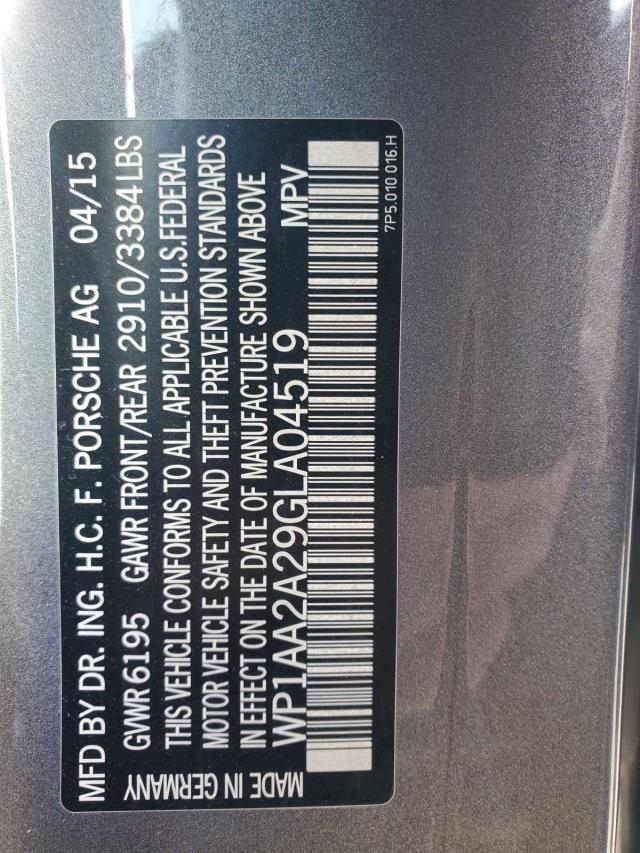 MFD BY DR. ING. H.C. F. PORSCHE AG 04/15
GVWR 6195 GAWR FRONT/REAR 2910/3384 LBS
THIS VEHICLE CONFORMS TO ALL APPLICABLE U.S. FEDERAL
MOTOR VEHICLE SAFETY AND THEFT PREVENTION STANDARDS
IN EFFECT ON THE DATE OF MANUFACTURE SHOWN ABOVE
WP1AA2A29GLA04519 MPV
MADE IN GERMANY
7P5.010 016.H